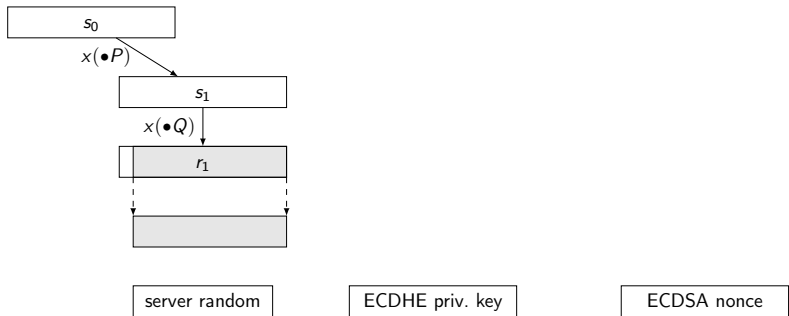 s₀
x(•P)
s₁
x(•Q)
r₁
server random
ECDHE priv. key
ECDSA nonce